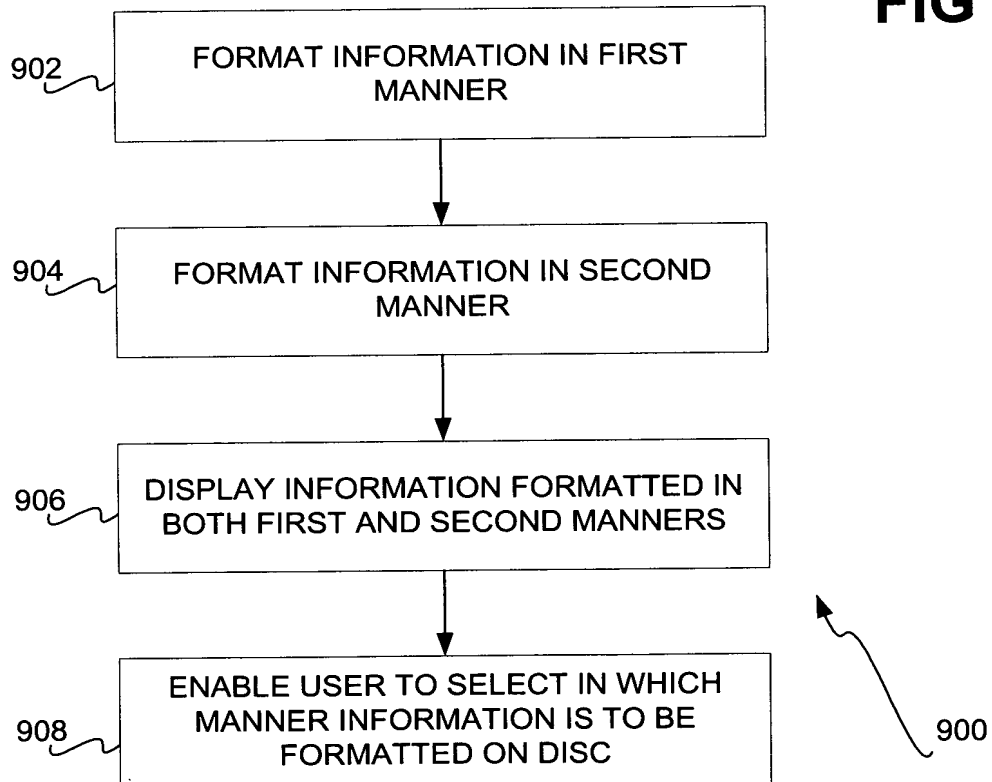 FIG
902
FORMAT INFORMATION IN FIRST
MANNER
904
FORMAT INFORMATION IN SECOND
MANNER
906
DISPLAY INFORMATION FORMATTED IN
BOTH FIRST AND SECOND MANNERS
908
ENABLE USER TO SELECT IN WHICH
MANNER INFORMATION IS TO BE
FORMATTED ON DISC
900